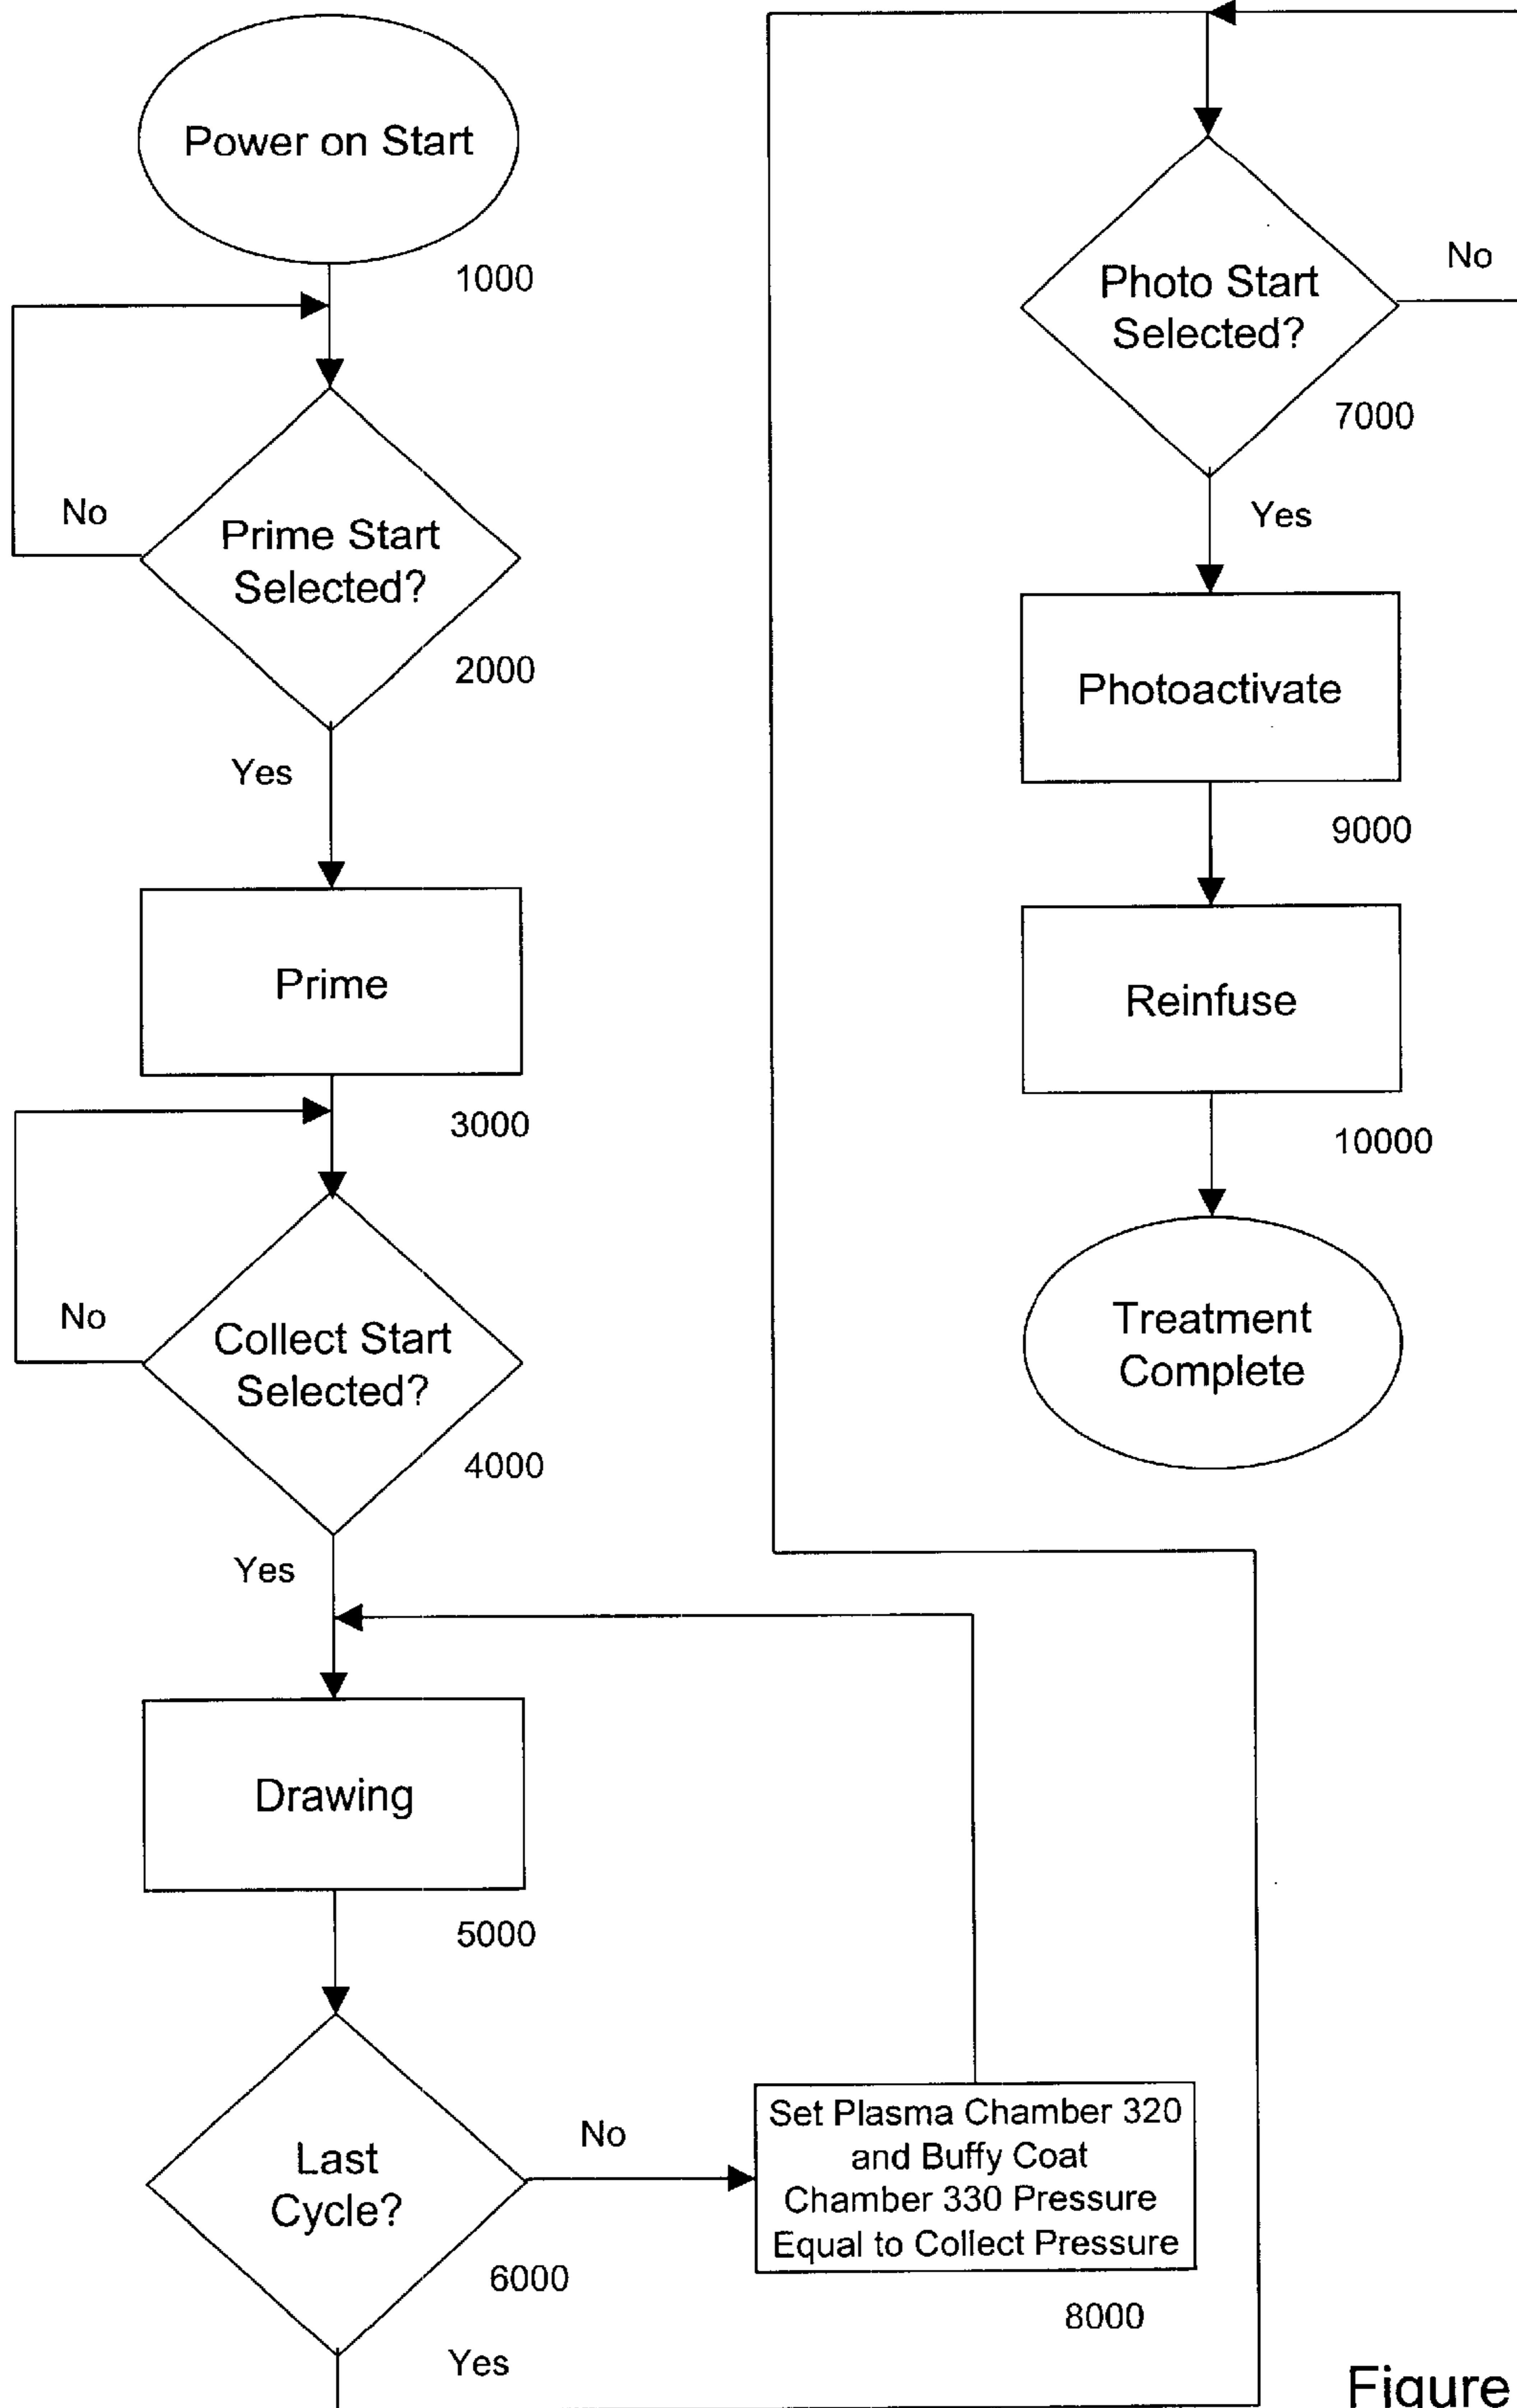 Power on Start
1000
No
Prime Start
Selected?
2000
Yes
Prime
3000
No
Collect Start
Selected?
4000
Yes
Drawing
5000
Last
Cycle?
6000
No
Yes
Set Plasma Chamber 320
and Buffy Coat
Chamber 330 Pressure
Equal to Collect Pressure
8000
Photo Start
Selected?
No
7000
Yes
Photoactivate
9000
Reinfuse
10000
Treatment
Complete
Figure